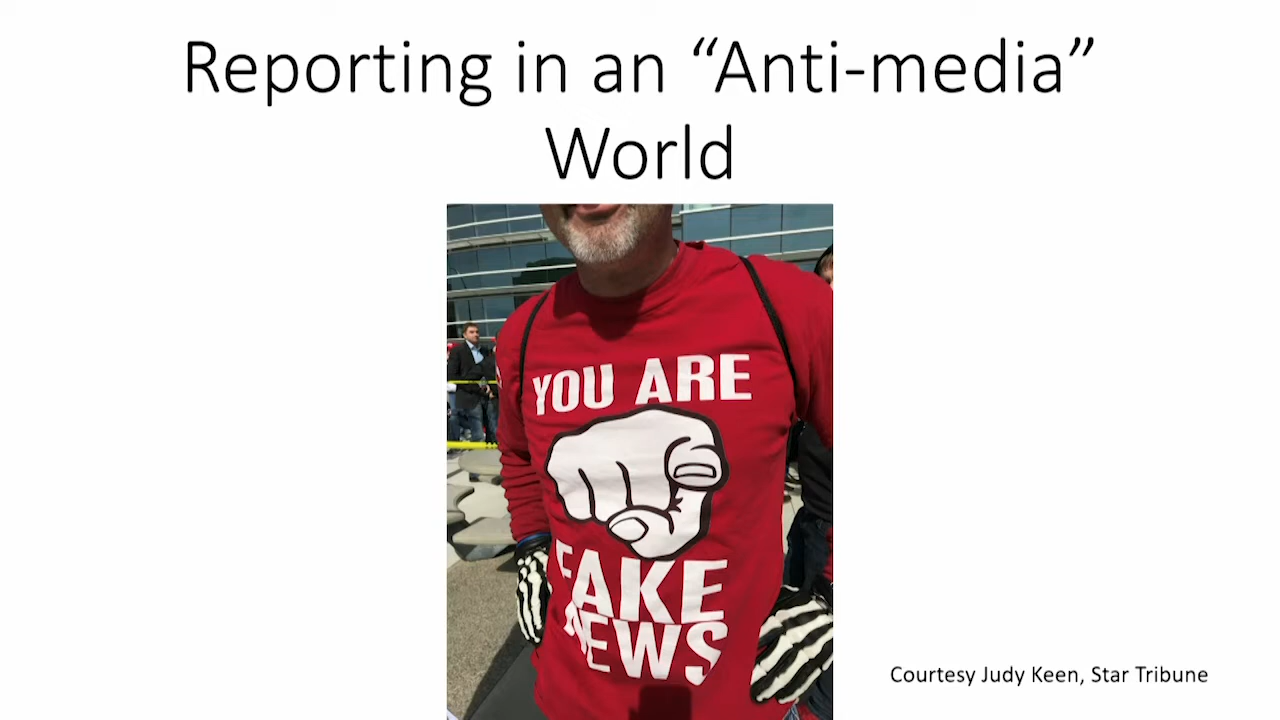 Reporting in an “Anti-media”
World
YOU ARE
FAKE
NEWS
Courtesy Judy Keen, Star Tribune